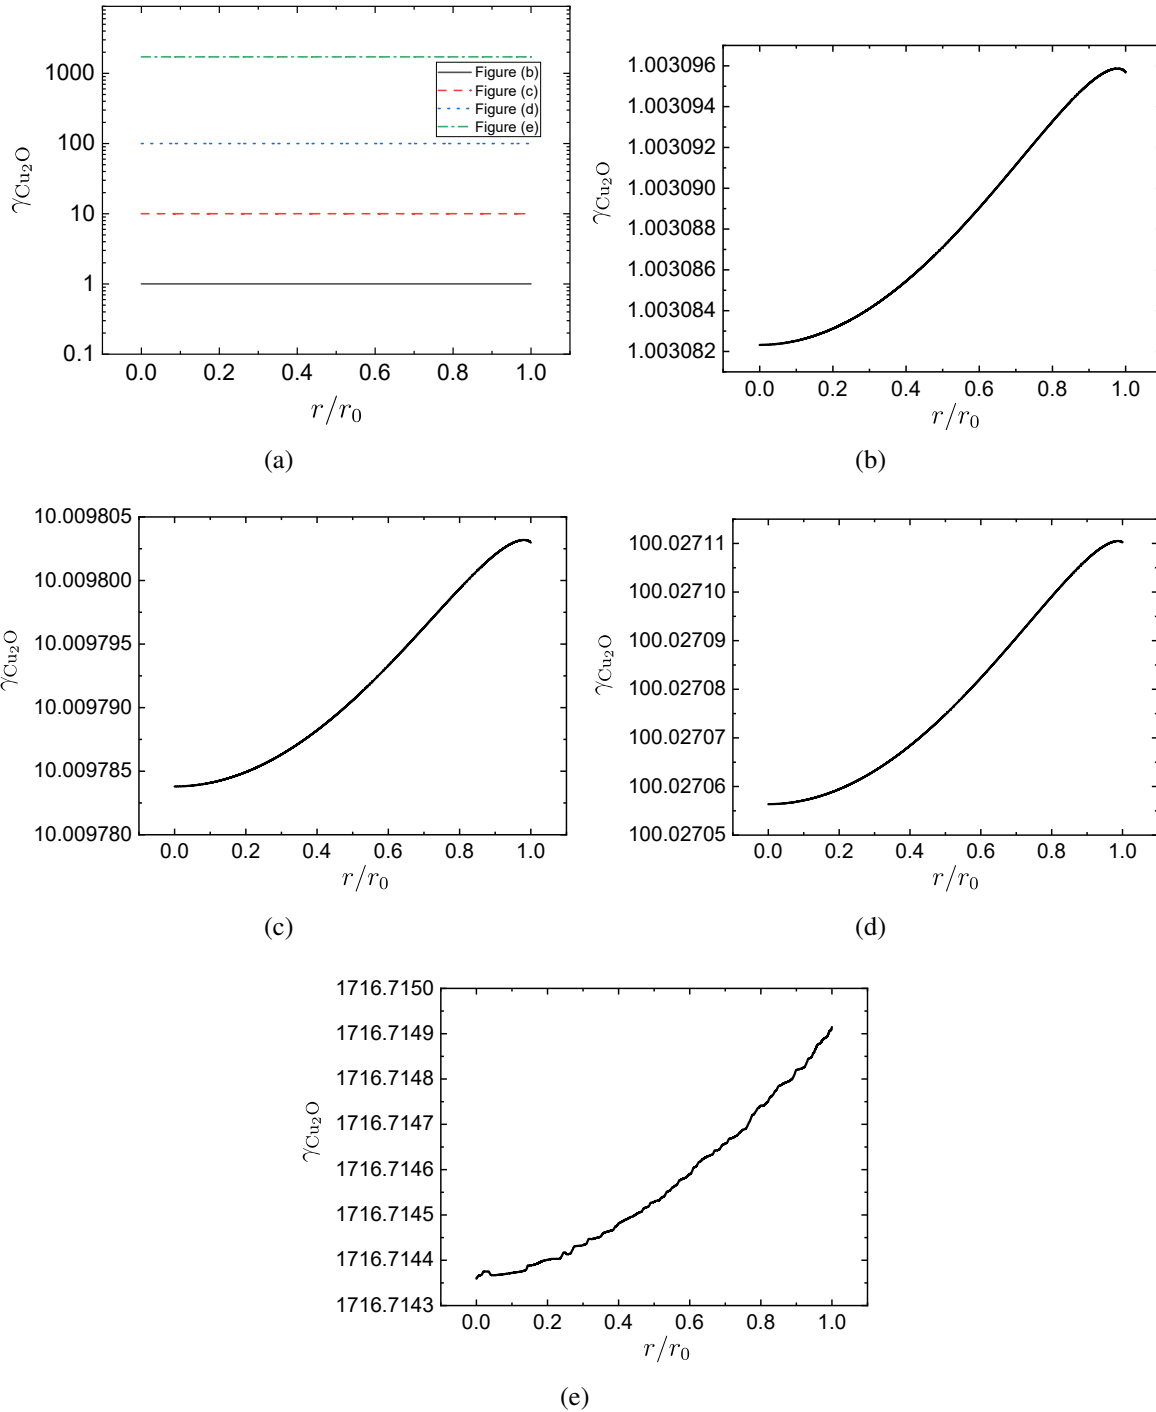 1000
100
10
1
0.1
γCu₂O
Figure (b)
Figure (c)
Figure (d)
Figure (e)
0.0 0.2 0.4 0.6 0.8 1.0
r/r₀
(a)
1.003096
1.003094
1.003092
1.003090
1.003088
1.003086
1.003084
1.003082
γCu₂O
0.0 0.2 0.4 0.6 0.8 1.0
r/r₀
(b)
10.009805
10.009800
10.009795
10.009790
10.009785
10.009780
γCu₂O
0.0 0.2 0.4 0.6 0.8 1.0
r/r₀
(c)
100.02711
100.02710
100.02709
100.02708
100.02707
100.02706
100.02705
γCu₂O
0.0 0.2 0.4 0.6 0.8 1.0
r/r₀
(d)
1716.7150
1716.7149
1716.7148
1716.7147
1716.7146
1716.7145
1716.7144
1716.7143
γCu₂O
0.0 0.2 0.4 0.6 0.8 1.0
r/r₀
(e)